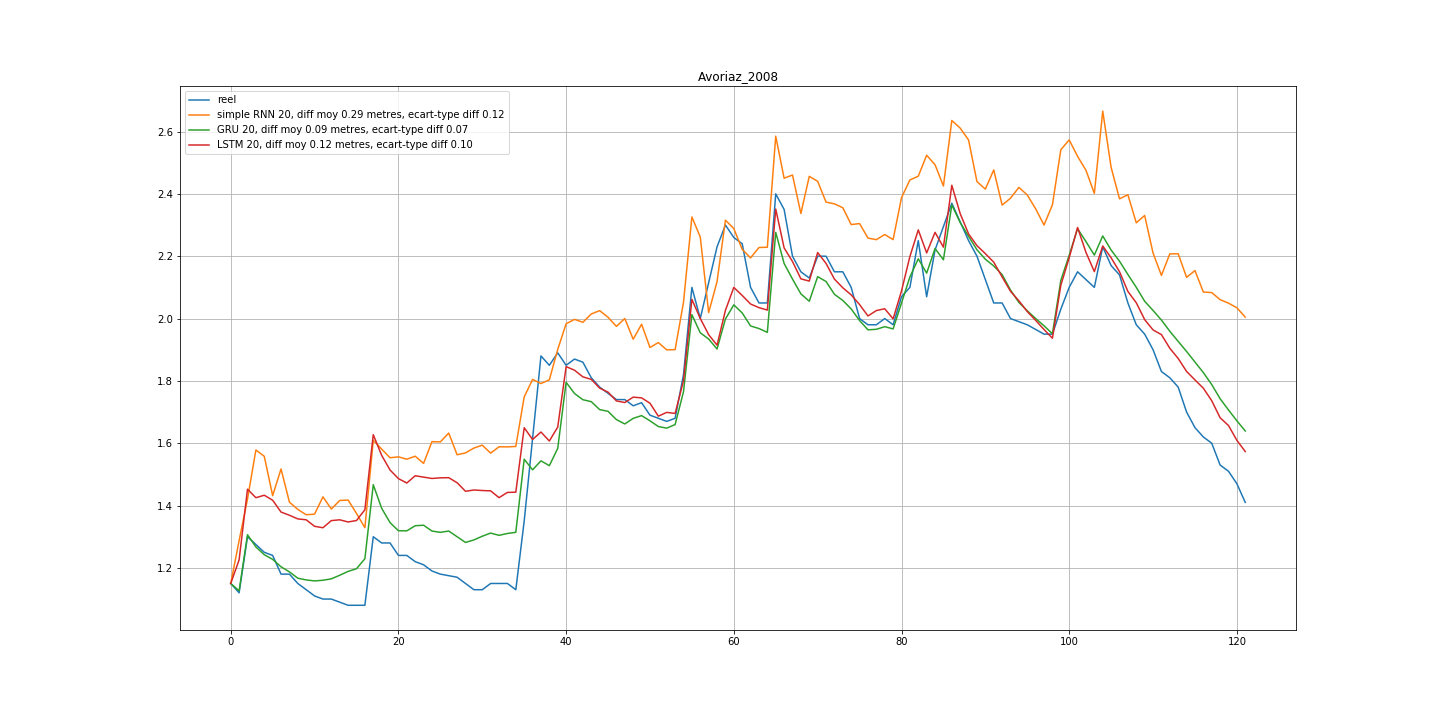 Avoriaz_2008
reel
simple RNN 20, diff moy 0.29 metres, ecart-type diff 0.12
GRU 20, diff moy 0.09 metres, ecart-type diff 0.07
LSTM 20, diff moy 0.12 metres, ecart-type diff 0.10
2.6
2.4
2.2
2.0
1.8
1.6
1.4
1.2
0 20 40 60 80 100 120